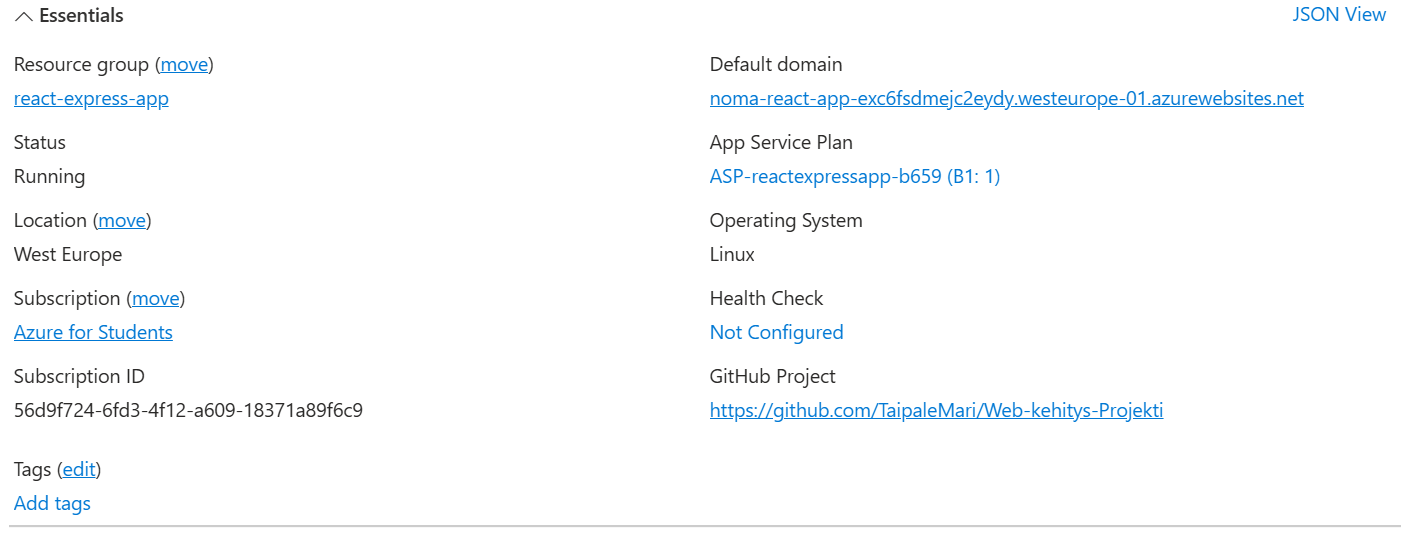 Essentials
JSON View
Resource group (move)
react-express-app
Status
Running
Location (move)
West Europe
Subscription (move)
Azure for Students
Subscription ID
56d9f724-6fd3-4f12-a609-18371a89f6c9
Tags (edit)
Add tags
Default domain
noma-react-app-exc6fsdmejc2eydy.westeurope-01.azurewebsites.net
App Service Plan
ASP-reactexpressapp-b659 (B1: 1)
Operating System
Linux
Health Check
Not Configured
GitHub Project
https://github.com/TaipaleMari/Web-kehitys-Projekti